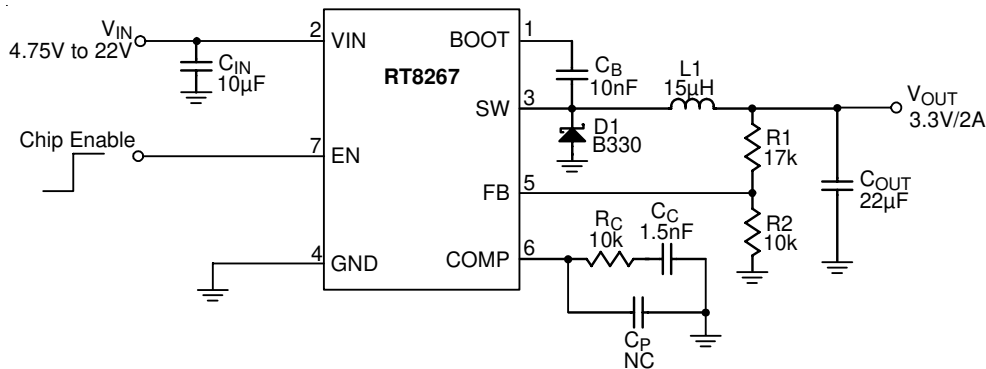 VIN
4.75V to 22V
CIN
10µF
Chip Enable
2
VIN
7
EN
4
GND
RT8267
BOOT
1
SW
3
FB
5
COMP
6
CB
10nF
L1
15µH
D1
B330
VOUT
3.3V/2A
R1
17k
R2
10k
COUT
22µF
RC
10k
CC
1.5nF
CP
NC